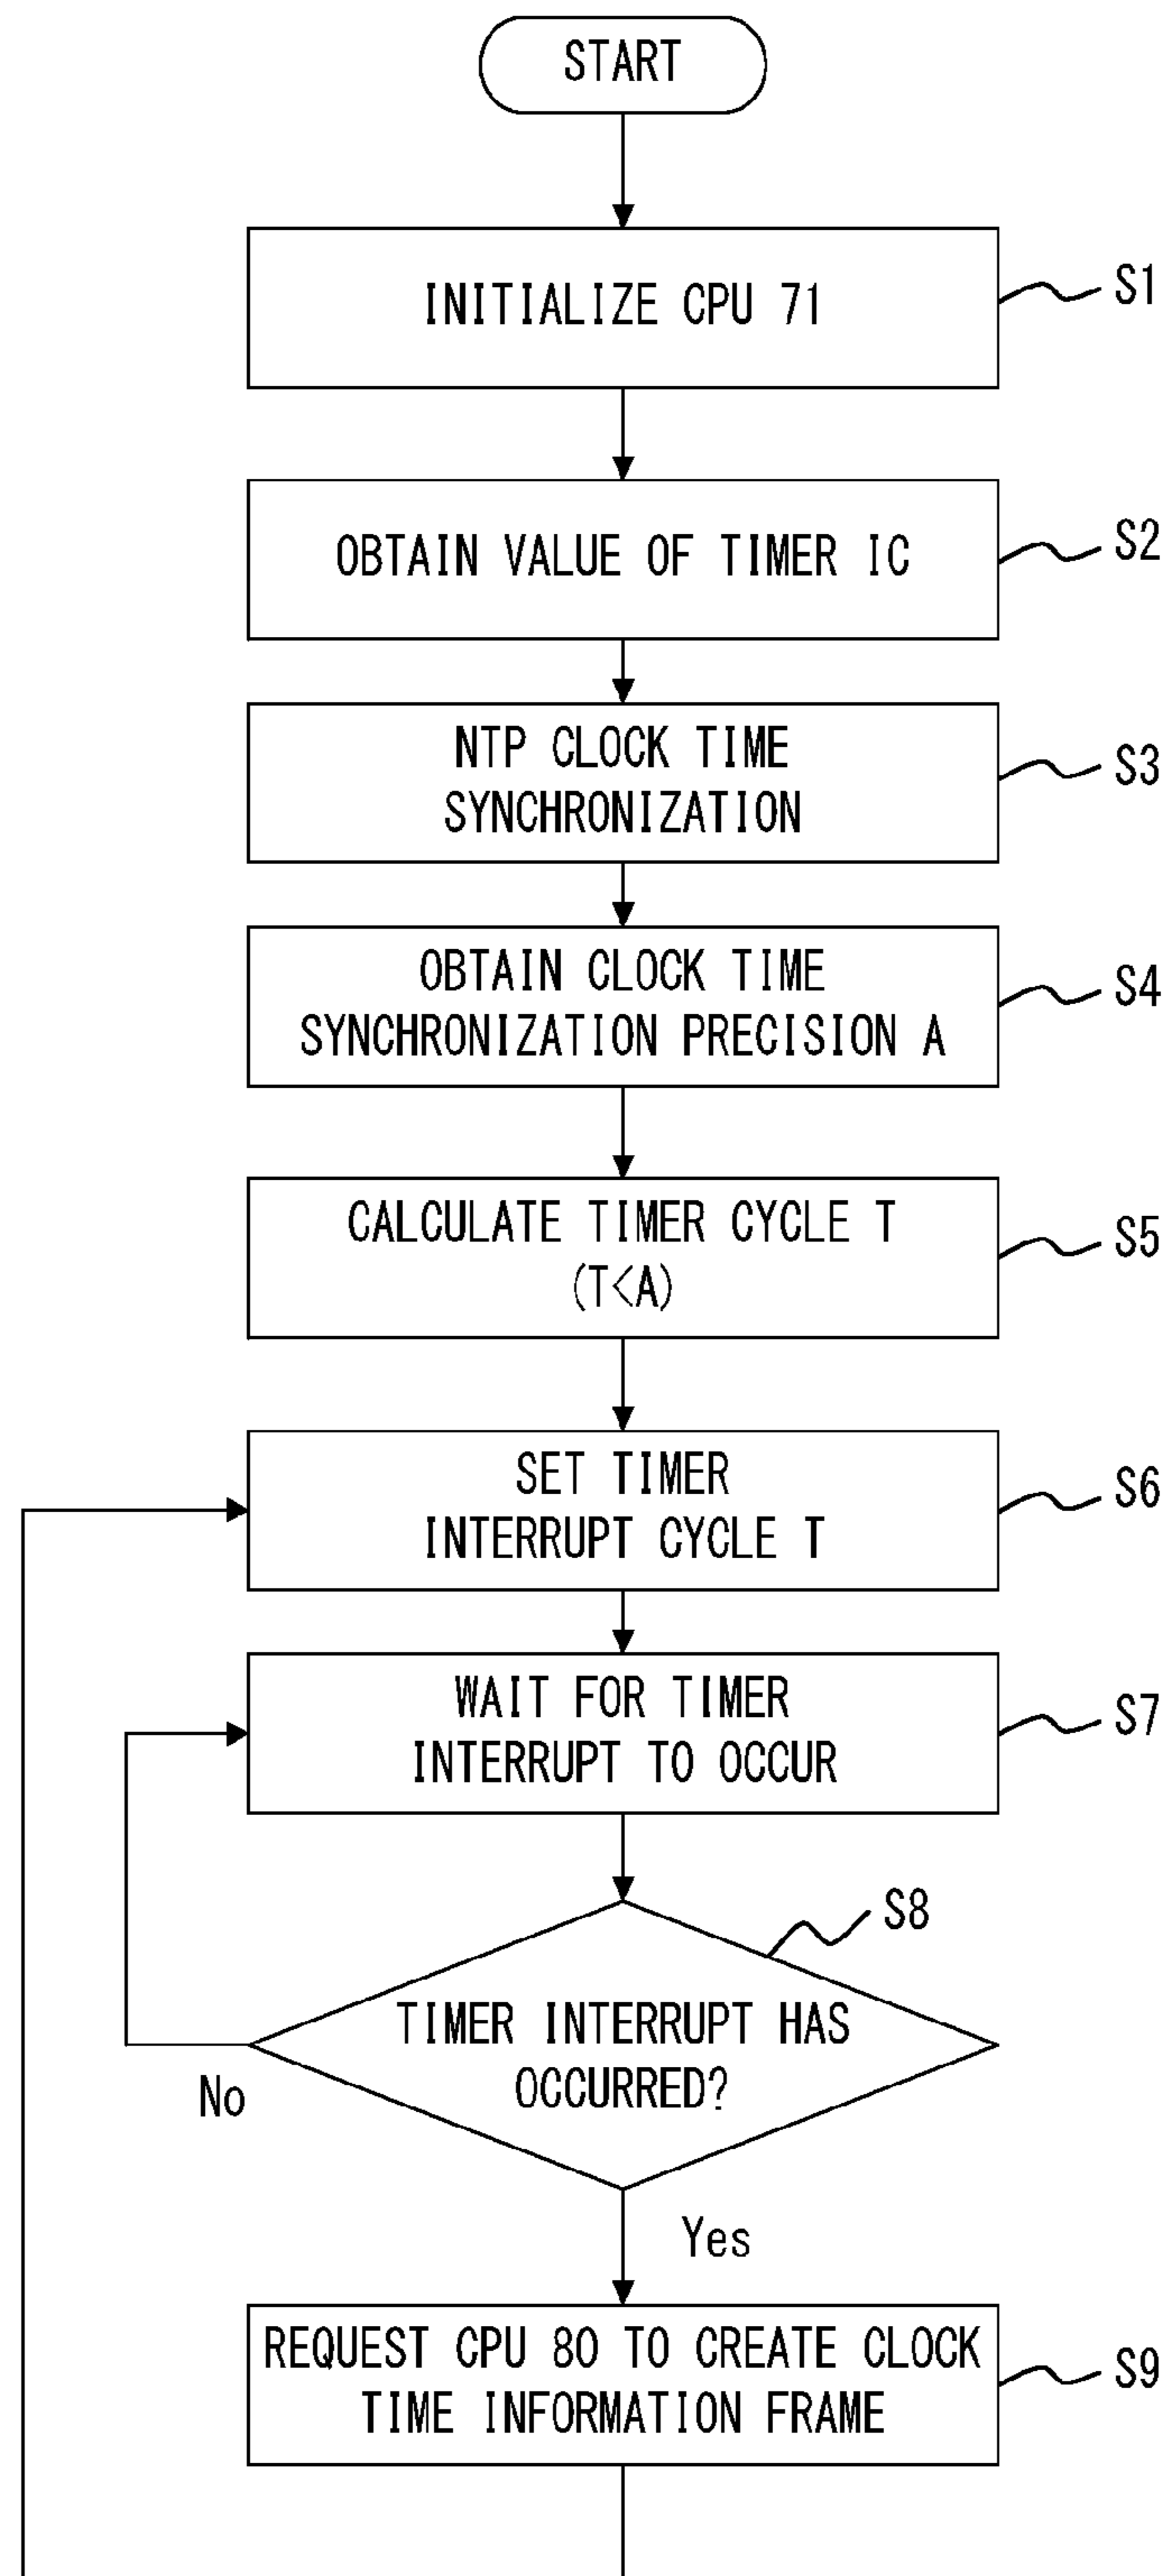 START
INITIALIZE CPU 71
S1
OBTAIN VALUE OF TIMER IC
S2
NTP CLOCK TIME
SYNCHRONIZATION
S3
OBTAIN CLOCK TIME
SYNCHRONIZATION PRECISION A
S4
CALCULATE TIMER CYCLE T
(T<A)
S5
SET TIMER
INTERRUPT CYCLE T
S6
WAIT FOR TIMER
INTERRUPT TO OCCUR
S7
S8
TIMER INTERRUPT HAS
OCCURRED?
No
Yes
REQUEST CPU 80 TO CREATE CLOCK
TIME INFORMATION FRAME
S9